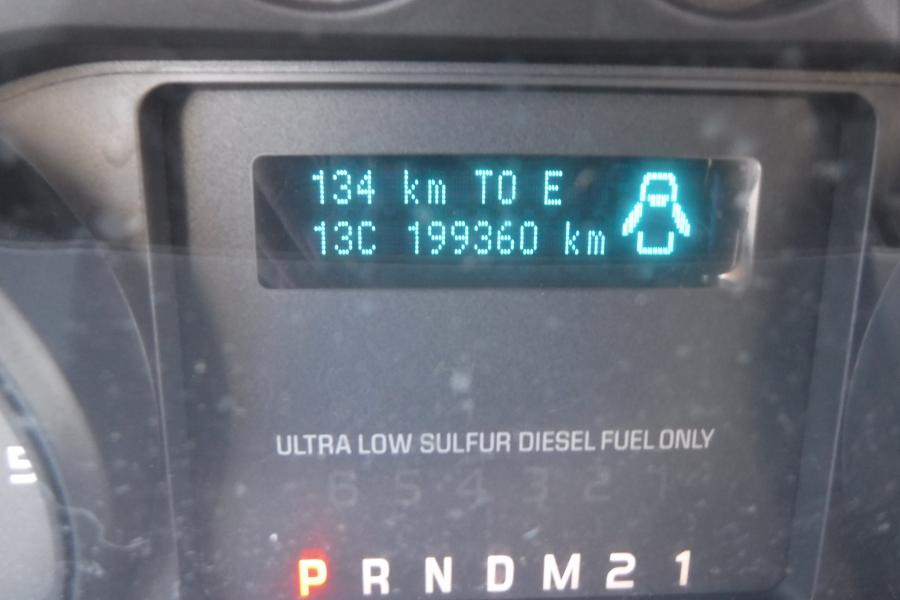 134 km TO E
13C 199360 km
ULTRA LOW SULFUR DIESEL FUEL ONLY
6 5 4 3 2 1
P R N D M 2 1